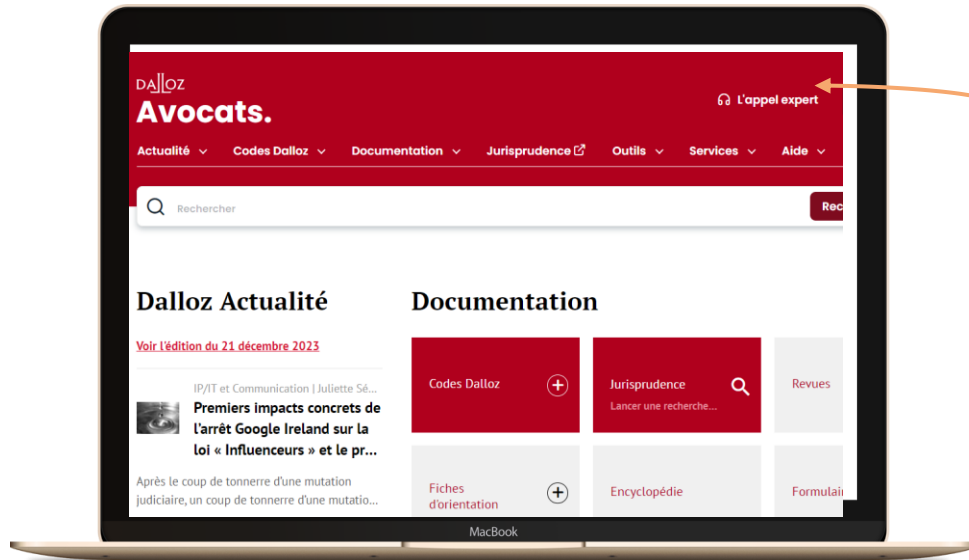 DALLOZ
Avocats.
L'appel expert
Actualité Codes Dalloz Documentation Jurisprudence Outils Services Aide
Rechercher
Rec
Dalloz Actualité
Documentation
Voir l'édition du 21 décembre 2023
IP/IT et Communication | Juliette Sé...
Premiers impacts concrets de
l'arrêt Google Ireland sur la
loi « Influenceurs » et le pr...
Après le coup de tonnerre d'une mutation
judiciaire, un coup de tonnerre d'une mutatio...
Codes Dalloz
Jurisprudence
Lancer une recherche...
Revues
Fiches
d'orientation
Encyclopédie
Formulai
MacBook